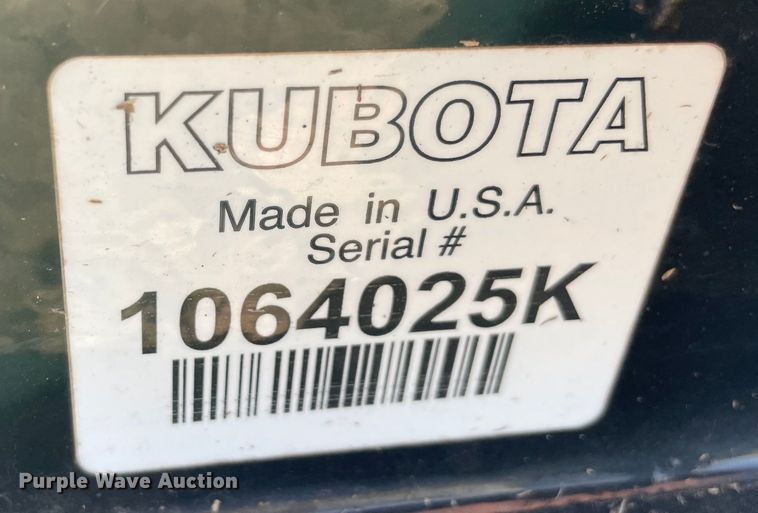 KUBOTA
Made in U.S.A.
Serial #
1064025K
Purple Wave Auction